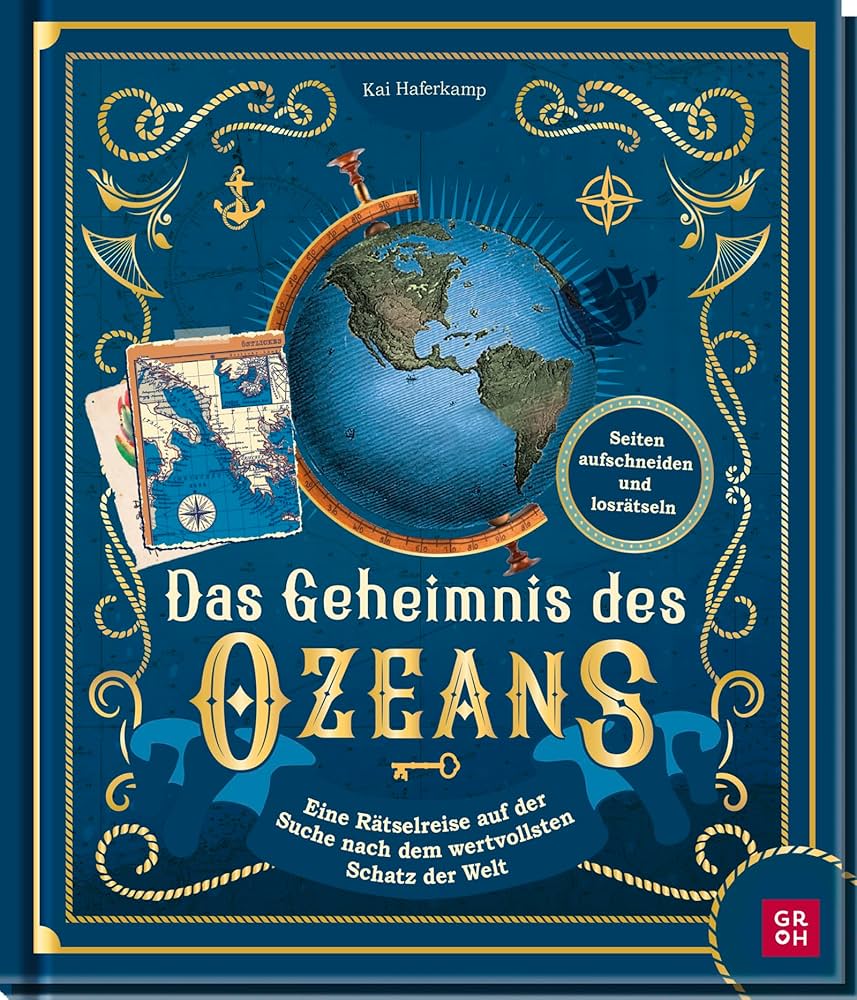 Kai Haferkamp
ÖSTLICHES
Seiten
aufschneiden
und
losrätseln
Das Geheimnis des
OZEANS
Eine Rätselreise auf der
Suche nach dem wertvollsten
Schatz der Welt
GR
OH